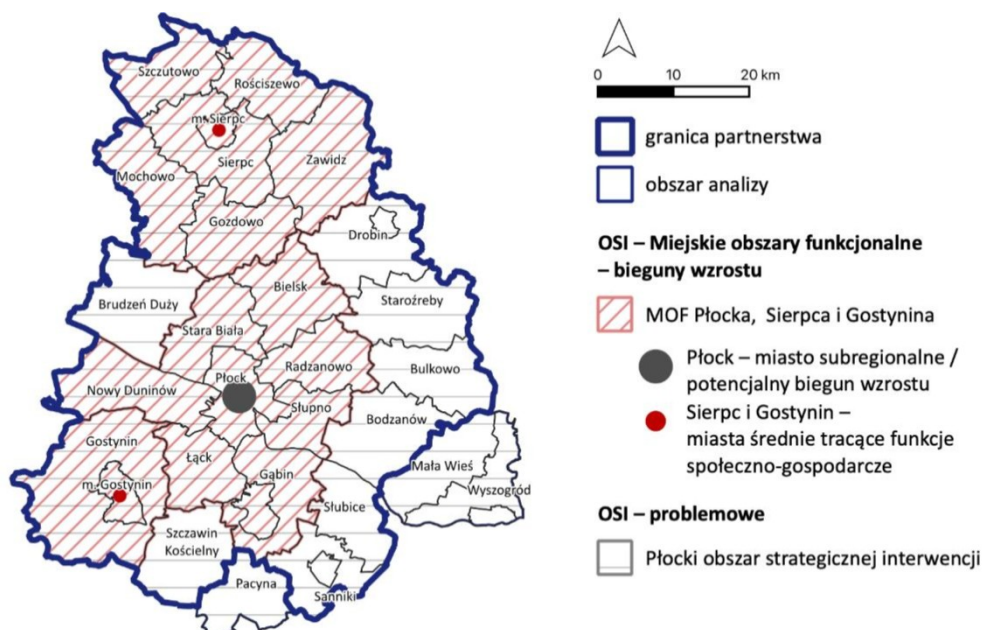 Szczutowo
Rościszewo
m. Sierpc
Sierpc
Zawidz
Mochowo
Gozdowo
Drobin
Bielsk
Staroźreby
Brudzeń Duży
Stara Biała
Radzanowo
Bulkowo
Płock
Nowy Duninów
Słupno
Bodzanów
Gostynin
Łąck
Gąbin
Mała Wieś
m. Gostynin
Wyszogród
Słubice
Szczawin
Kościelny
Pacyna
Sanniki
0 10 20 km
granica partnerstwa
obszar analizy
OSI – Miejskie obszary funkcjonalne
– bieguny wzrostu
MOF Płocka, Sierpca i Gostynina
Płock – miasto subregionalne /
potencjalny biegun wzrostu
Sierpc i Gostynin –
miasta średnie tracące funkcje
społeczno-gospodarcze
OSI – problemowe
Płocki obszar strategicznej interwencji